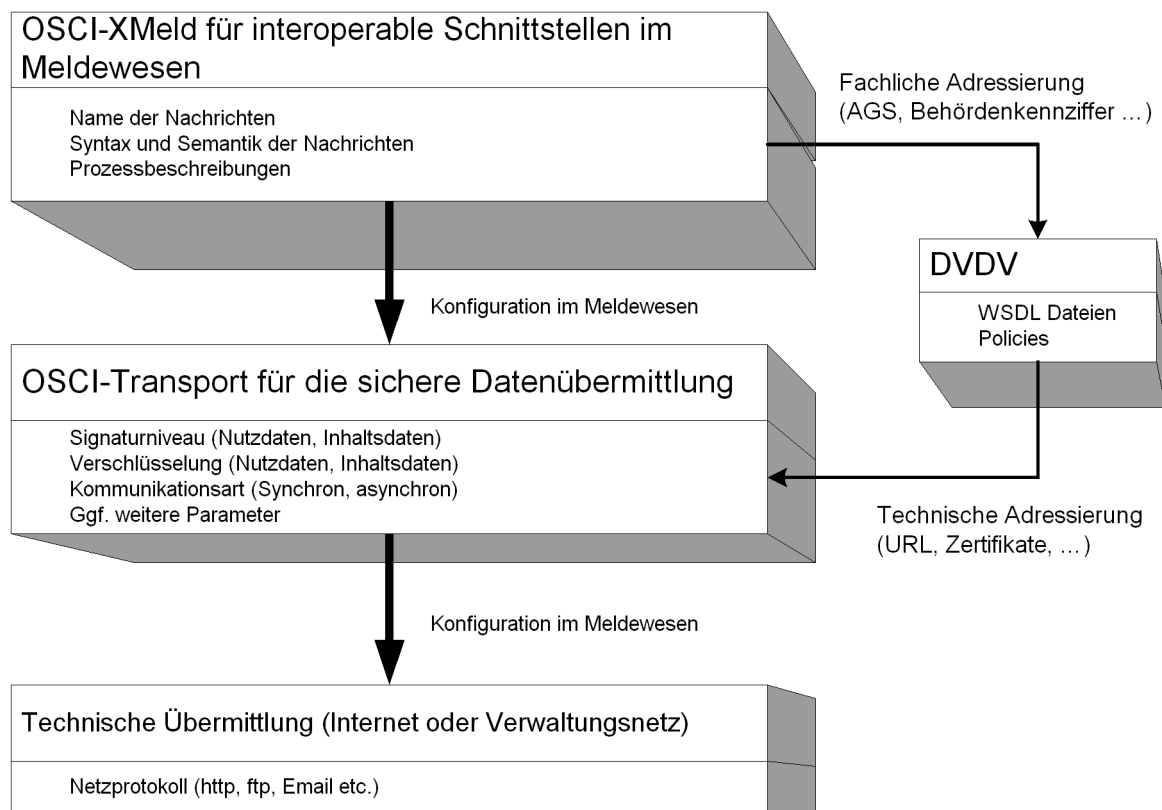 OSCI-XMeld für interoperable Schnittstellen im
Meldewesen
Name der Nachrichten
Syntax und Semantik der Nachrichten
Prozessbeschreibungen
Fachliche Adressierung
(AGS, Behördenkennziffer ...)
DVDV
WSDL Dateien
Policies
Konfiguration im Meldewesen
OSCI-Transport für die sichere Datenübermittlung
Signaturniveau (Nutzdaten, Inhaltsdaten)
Verschlüsselung (Nutzdaten, Inhaltsdaten)
Kommunikationsart (Synchron, asynchron)
Ggf. weitere Parameter
Technische Adressierung
(URL, Zertifikate, ...)
Konfiguration im Meldewesen
Technische Übermittlung (Internet oder Verwaltungsnetz)
Netzprotokoll (http, ftp, Email etc.)